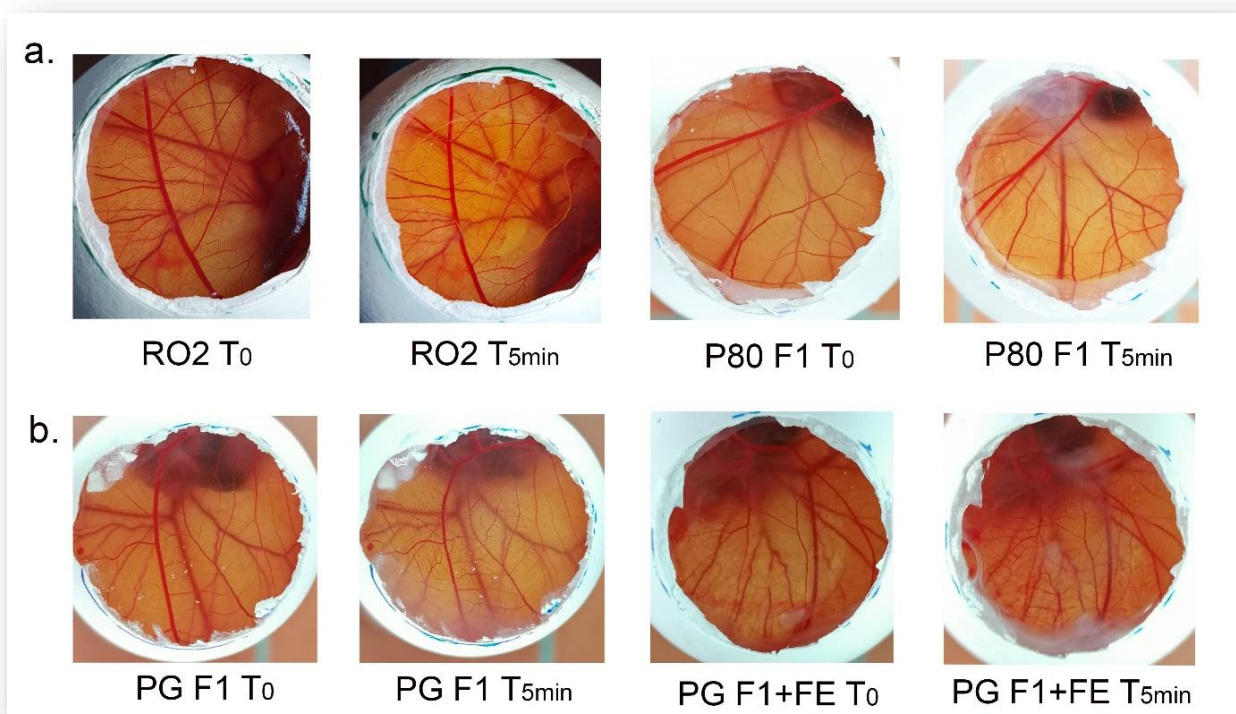 a.
RO2 T0
RO2 T5min
P80 F1 T0
P80 F1 T5min
b.
PG F1 T0
PG F1 T5min
PG F1+FE T0
PG F1+FE T5min